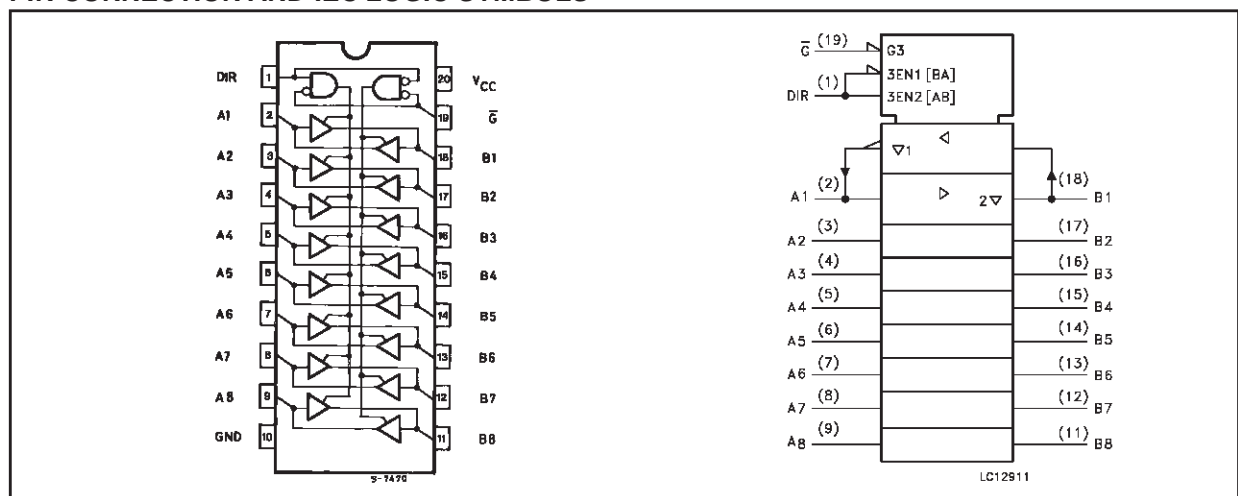 PIN CONNECTION AND IEC LOGIC SYMBOLS
DIR 1 20 VCC
A1 2 19 G̅
A2 3 18 B1
A3 4 17 B2
A4 5 16 B3
A5 6 15 B4
A6 7 14 B5
A7 8 13 B6
A8 9 12 B7
GND 10 11 B8
S-7470
G̅ (19) G3
3EN1 [BA]
DIR (1) 3EN2 [AB]
▽1 ◁
A1 (2) ▷ 2▽ (18) B1
A2 (3) (17) B2
A3 (4) (16) B3
A4 (5) (15) B4
A5 (6) (14) B5
A6 (7) (13) B6
A7 (8) (12) B7
A8 (9) (11) B8
LC12911